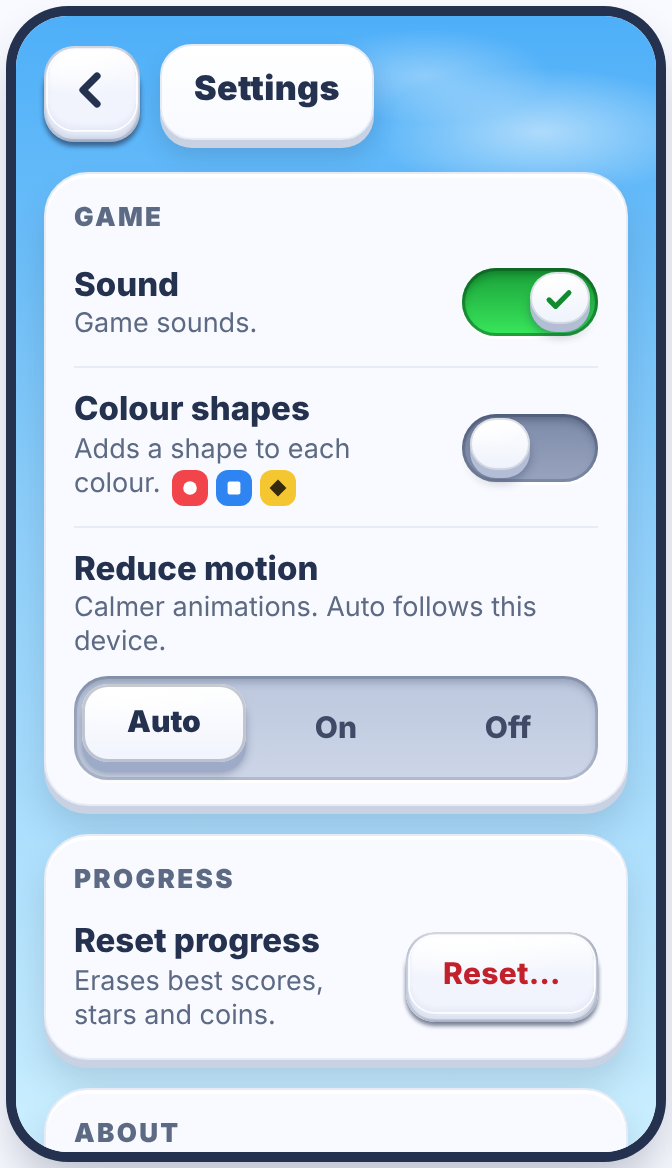 Settings
GAME
Sound
Game sounds.
Colour shapes
Adds a shape to each
colour.
Reduce motion
Calmer animations. Auto follows this
device.
Auto
On
Off
PROGRESS
Reset progress
Erases best scores,
stars and coins.
Reset...
ABOUT